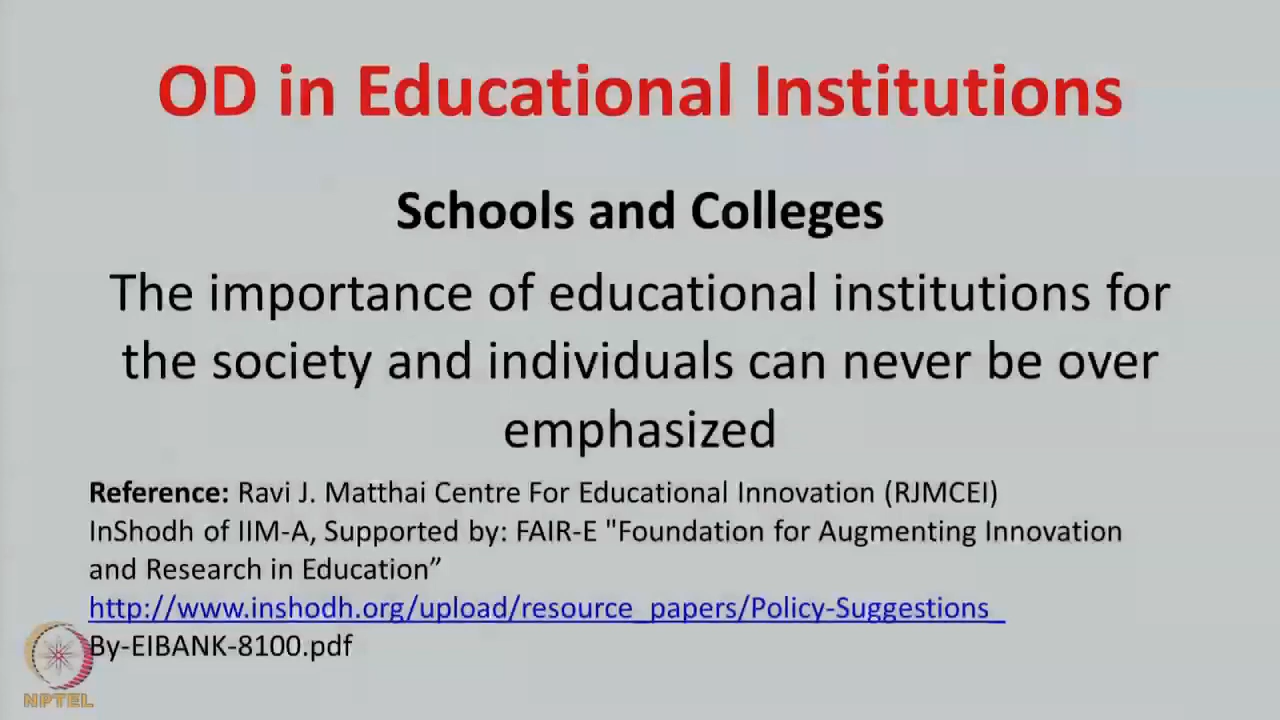 OD in Educational Institutions
Schools and Colleges
The importance of educational institutions for
the society and individuals can never be over
emphasized
Reference: Ravi J. Matthai Centre For Educational Innovation (RJMCEI)
InShodh of IIM-A, Supported by: FAIR-E "Foundation for Augmenting Innovation
and Research in Education”
http://www.inshodh.org/upload/resource_papers/Policy-Suggestions_
By-EIBANK-8100.pdf
NPTEL